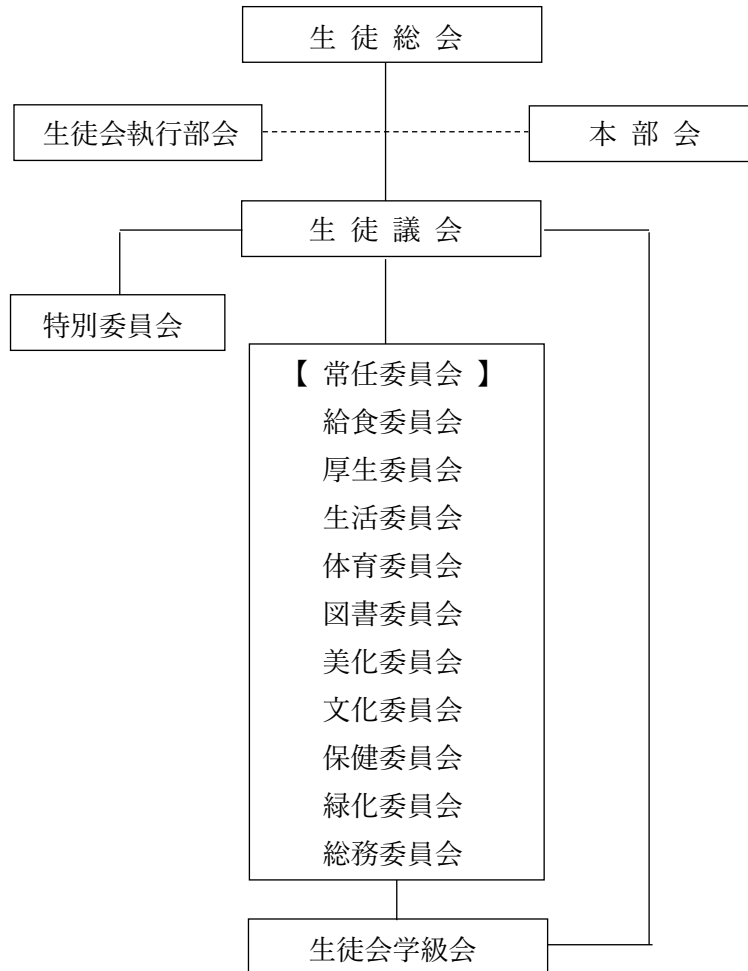 生 徒 総 会
生徒会執行部会
本 部 会
生 徒 議 会
特別委員会
【 常任委員会 】
給食委員会
厚生委員会
生活委員会
体育委員会
図書委員会
美化委員会
文化委員会
保健委員会
緑化委員会
総務委員会
生徒会学級会